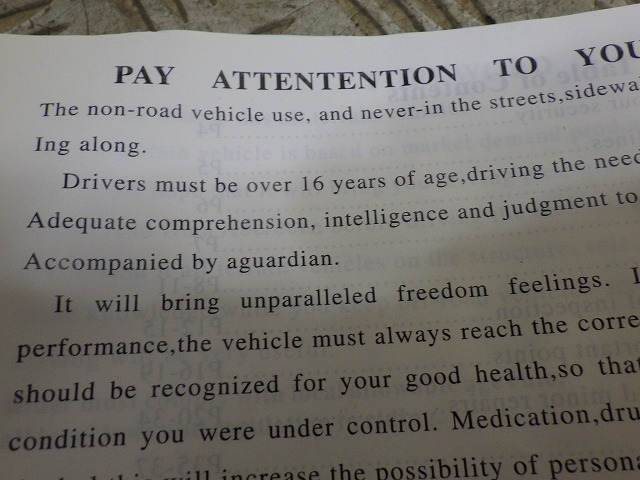 PAY ATTENTENTION TO YOU
The non-road vehicle use, and never-in the streets,sidewa
Ing along.
Drivers must be over 16 years of age,driving the need
Adequate comprehension, intelligence and judgment to
Accompanied by aguardian.
It will bring unparalleled freedom feelings. I
performance,the vehicle must always reach the corre
should be recognized for your good health,so that
condition you were under control. Medication,dru
this will increase the possibility of persona